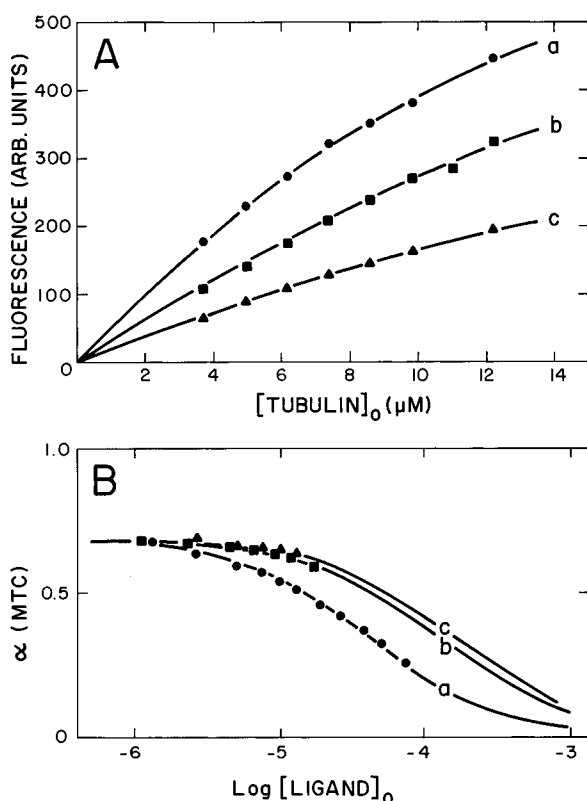 A
FLUORESCENCE (ARB. UNITS)
500
400
300
200
100
0
a
b
c
2 4 6 8 10 12 14
[TUBULIN]₀ (μM)
B
α (MTC)
1.0
0.5
0
c
b
a
-6 -5 -4 -3
Log [LIGAND]₀